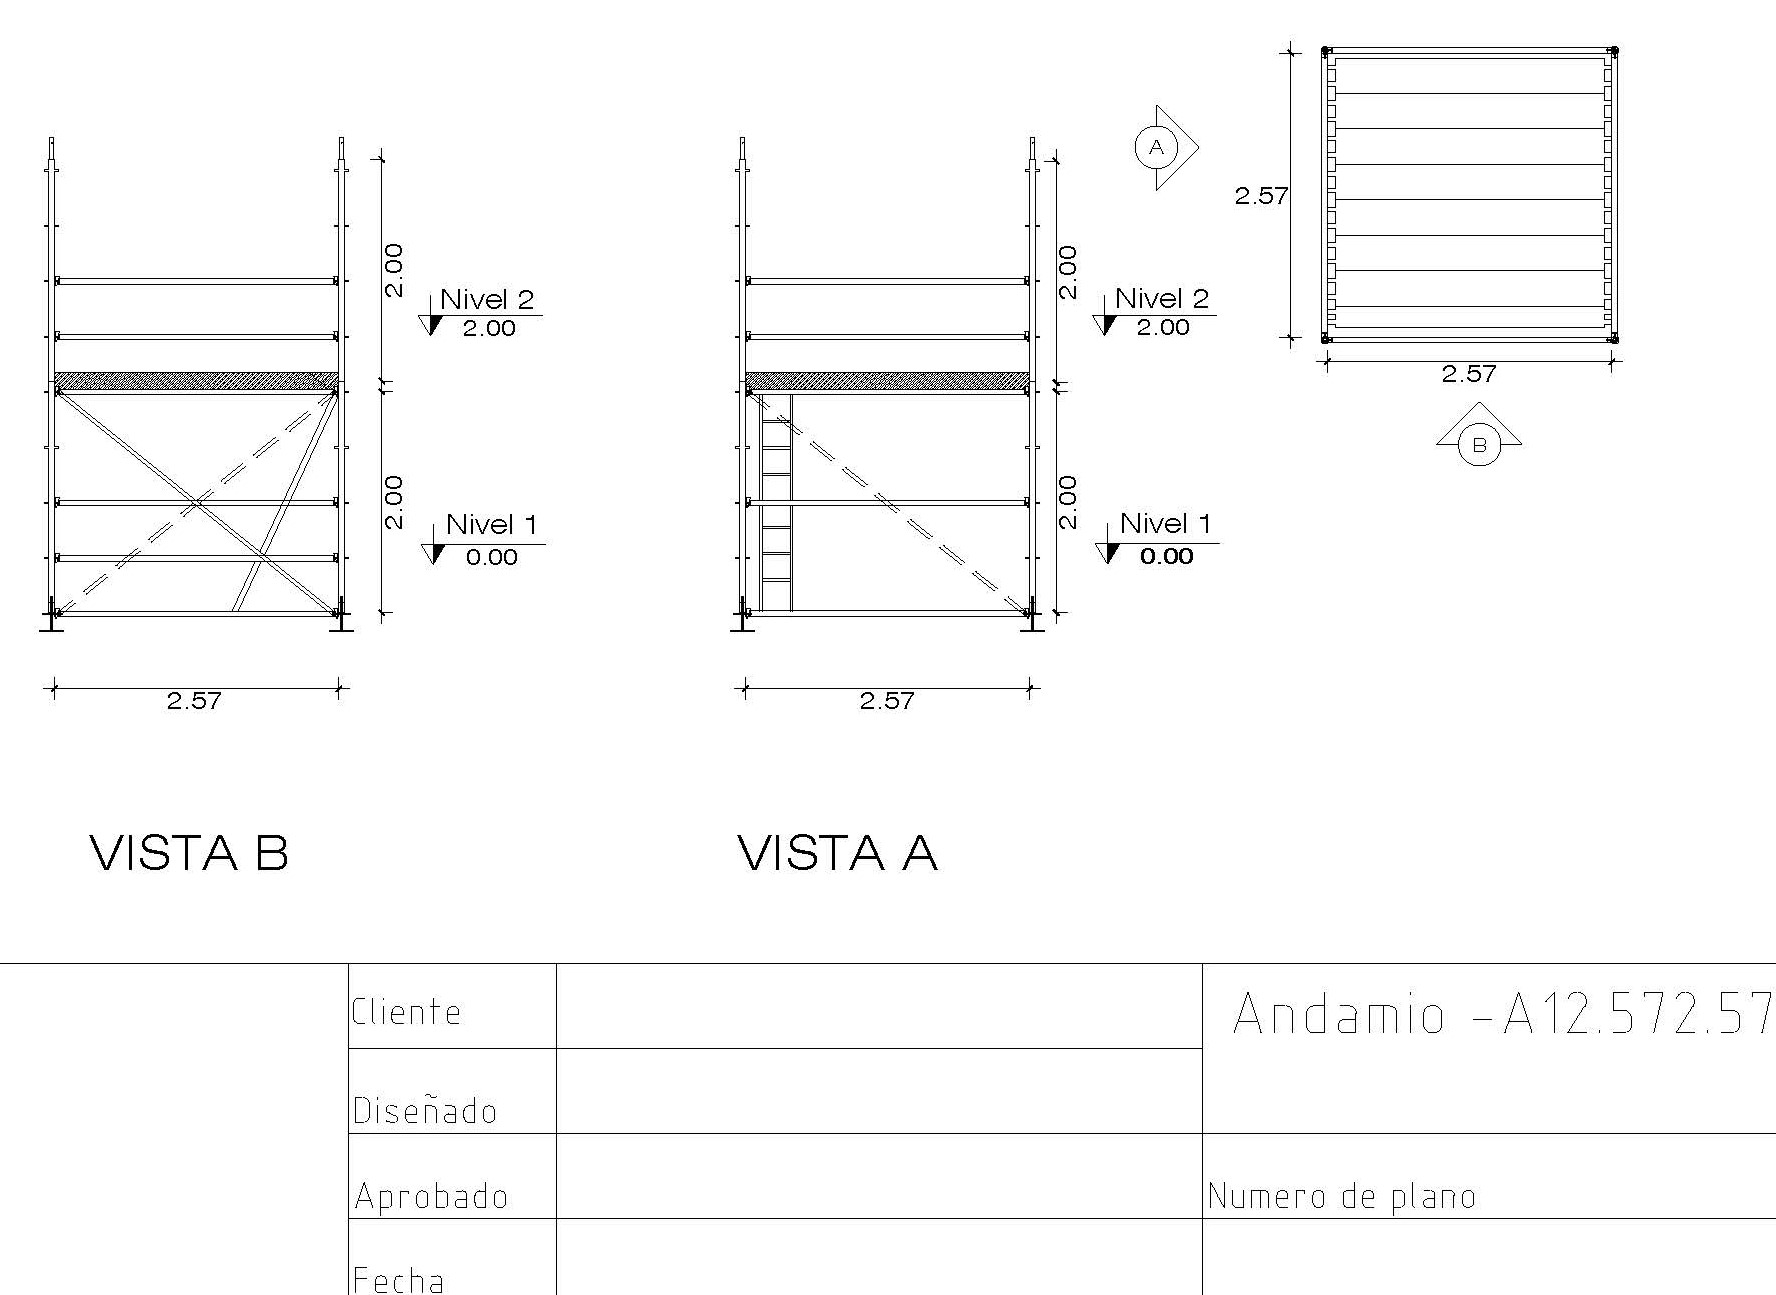 A
2.57
2.57
B
2.00
Nivel 2
2.00
2.00
Nivel 1
0.00
2.57
VISTA B
2.00
Nivel 2
2.00
2.00
Nivel 1
0.00
2.57
VISTA A
Cliente
Diseñado
Aprobado
Fecha
Andamio -A12.572.57
Numero de plano